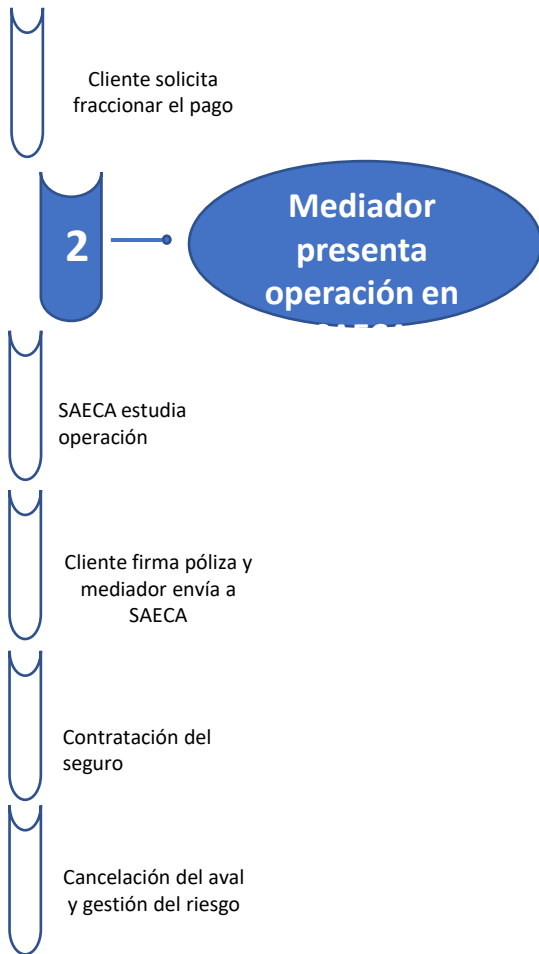 Cliente solicita
fraccionar el pago
2
Mediador
presenta
operación en
SAECA estudia
operación
Cliente firma póliza y
mediador envía a
SAECA
Contratación del
seguro
Cancelación del aval
y gestión del riesgo